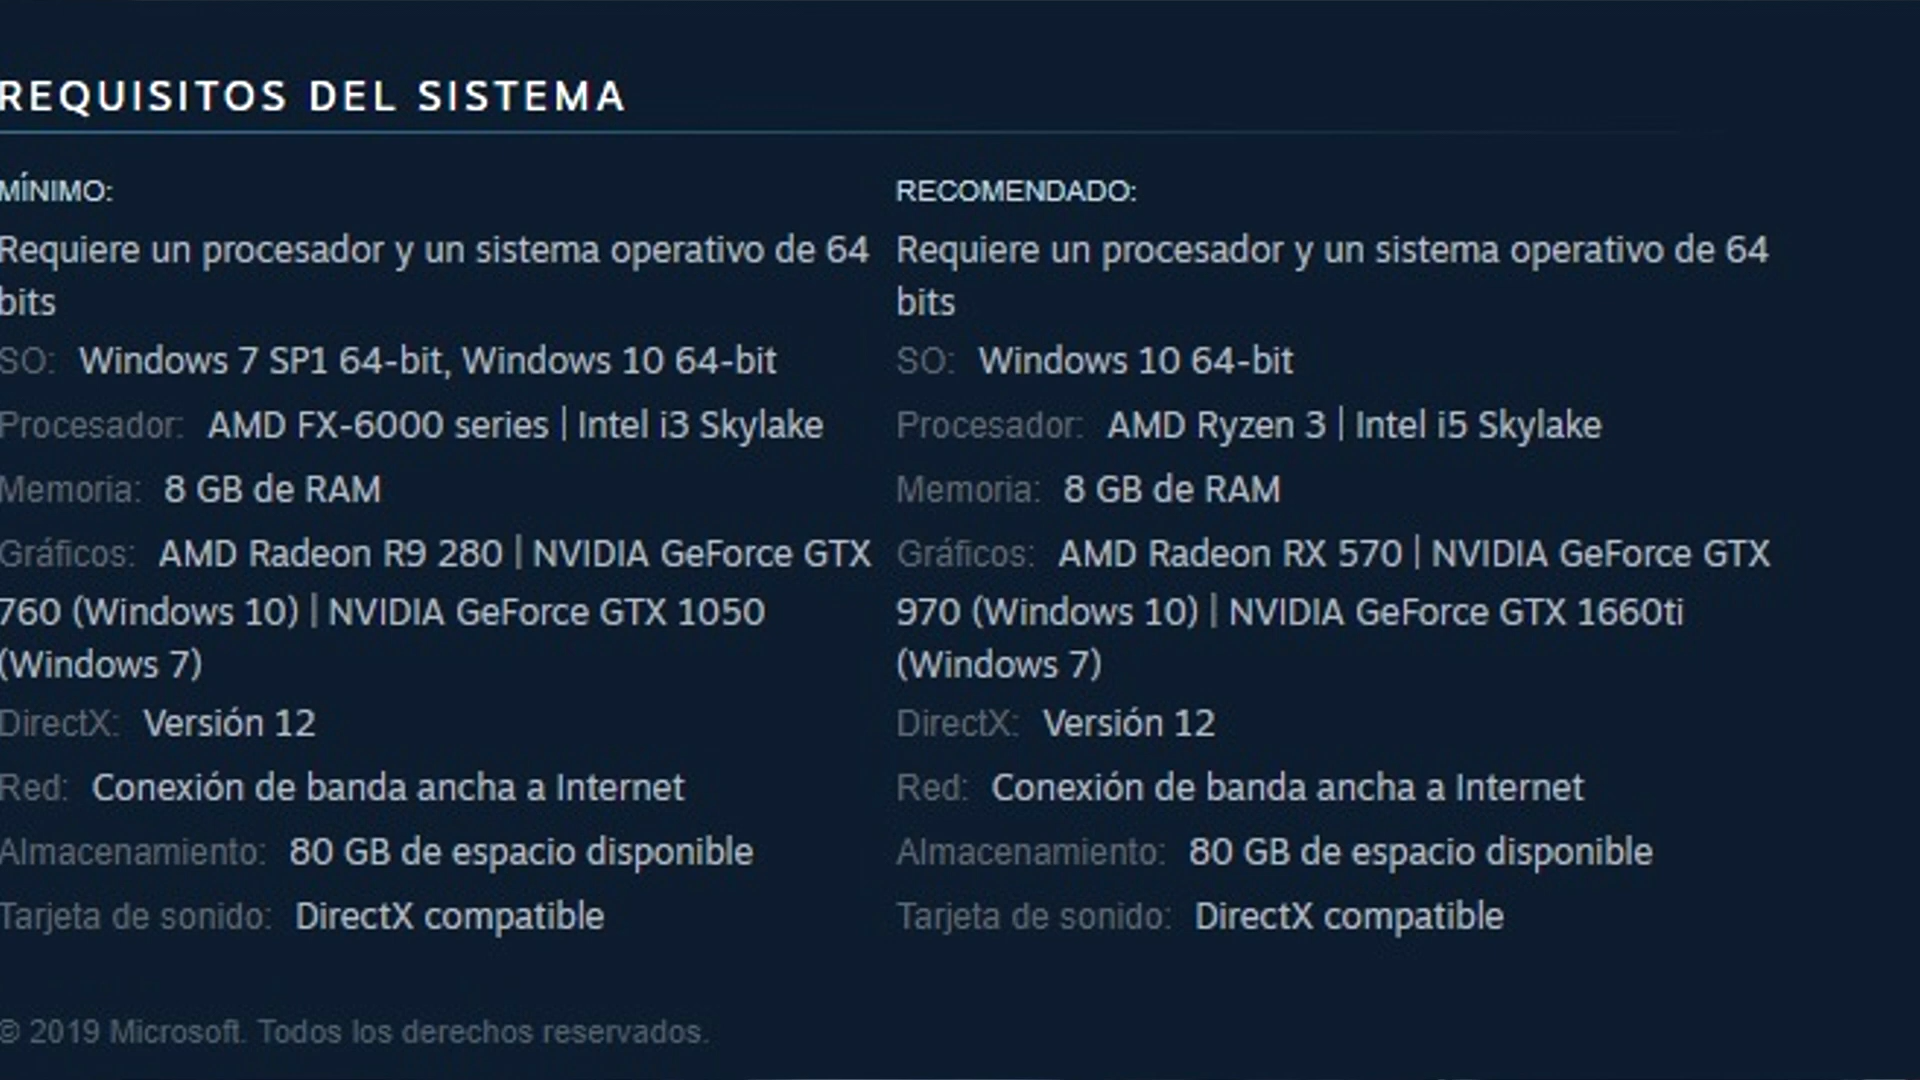 REQUISITOS DEL SISTEMA
MÍNIMO:
Requiere un procesador y un sistema operativo de 64
bits
SO: Windows 7 SP1 64-bit, Windows 10 64-bit
Procesador: AMD FX-6000 series | Intel i3 Skylake
Memoria: 8 GB de RAM
Gráficos: AMD Radeon R9 280 | NVIDIA GeForce GTX
760 (Windows 10) | NVIDIA GeForce GTX 1050
(Windows 7)
DirectX: Versión 12
Red: Conexión de banda ancha a Internet
Almacenamiento: 80 GB de espacio disponible
Tarjeta de sonido: DirectX compatible
RECOMENDADO:
Requiere un procesador y un sistema operativo de 64
bits
SO: Windows 10 64-bit
Procesador: AMD Ryzen 3 | Intel i5 Skylake
Memoria: 8 GB de RAM
Gráficos: AMD Radeon RX 570 | NVIDIA GeForce GTX
970 (Windows 10) | NVIDIA GeForce GTX 1660ti
(Windows 7)
DirectX: Versión 12
Red: Conexión de banda ancha a Internet
Almacenamiento: 80 GB de espacio disponible
Tarjeta de sonido: DirectX compatible
© 2019 Microsoft. Todos los derechos reservados.